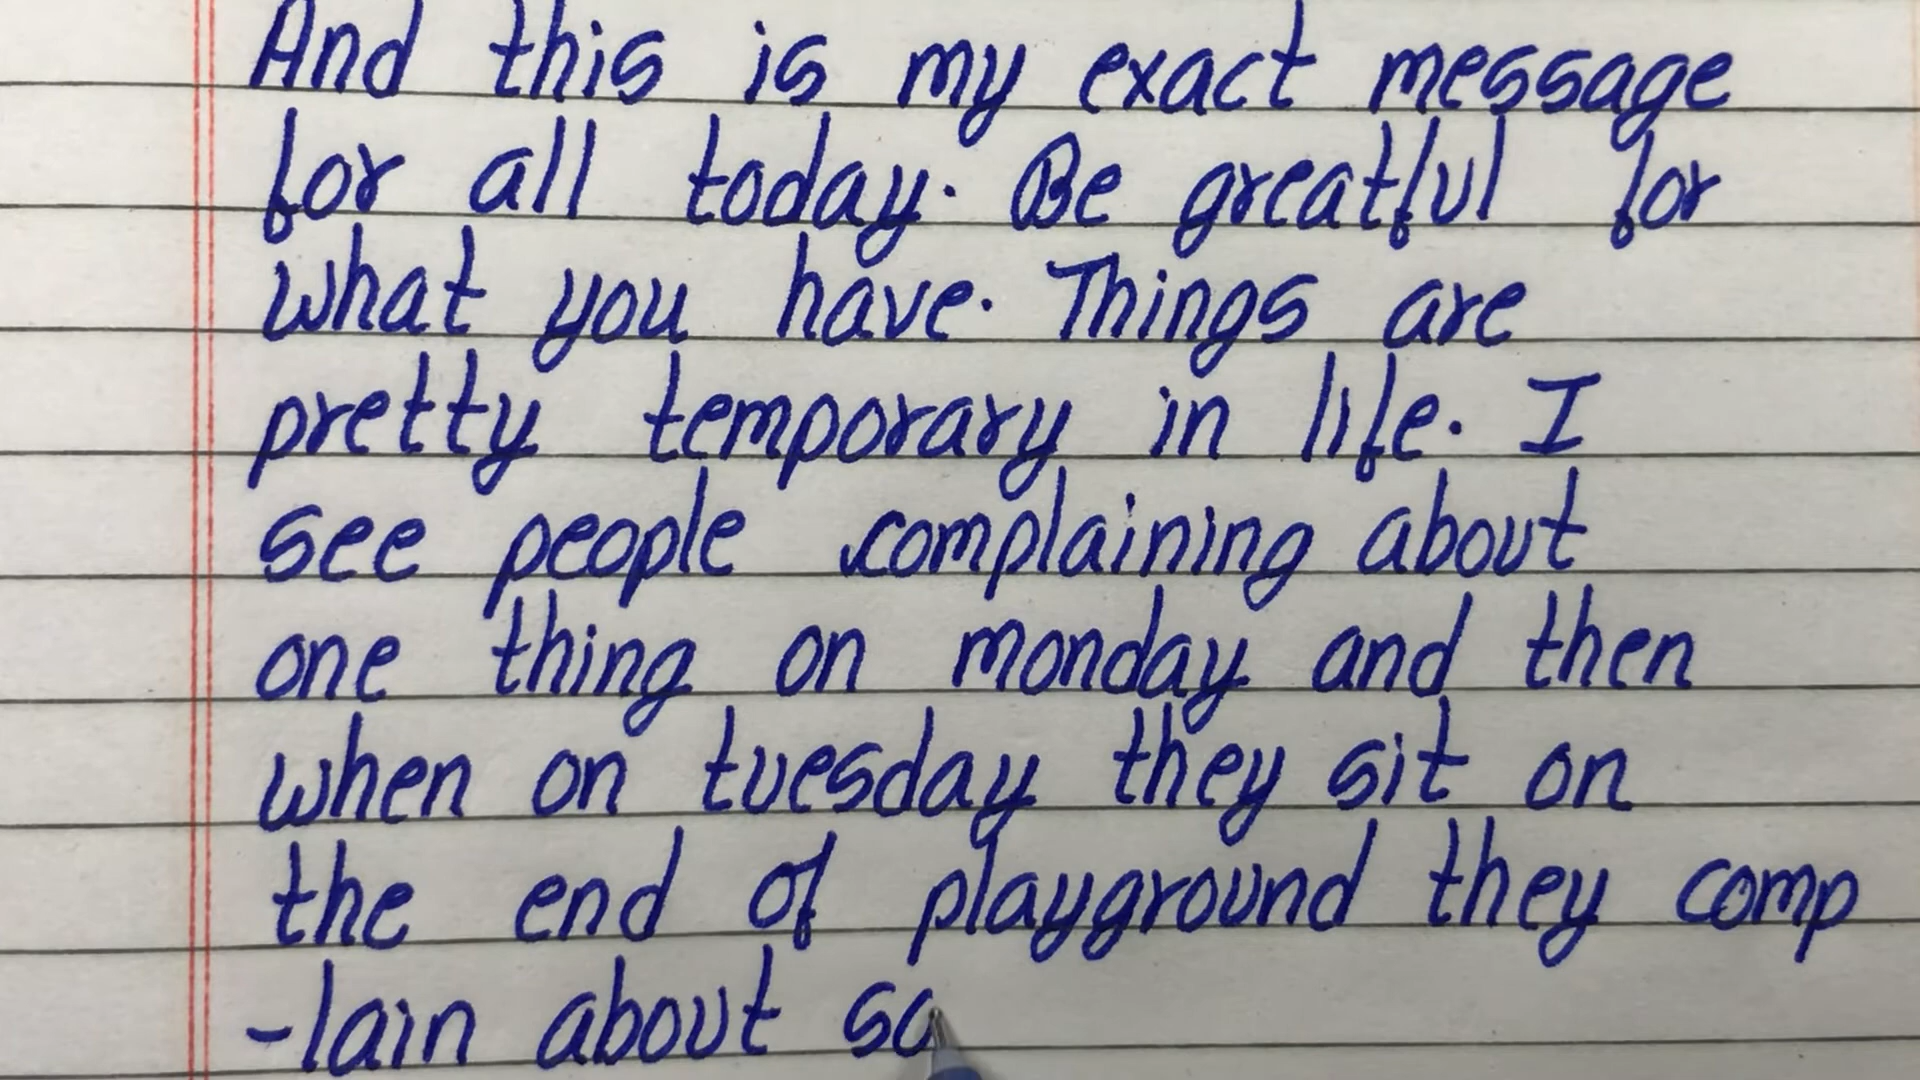 And this is my exact message
for all today. Be greatful for
what you have. Things are
pretty temporary in life. I
see people complaining about
one thing on monday and then
when on tuesday they sit on
the end of playground they comp
-lain about